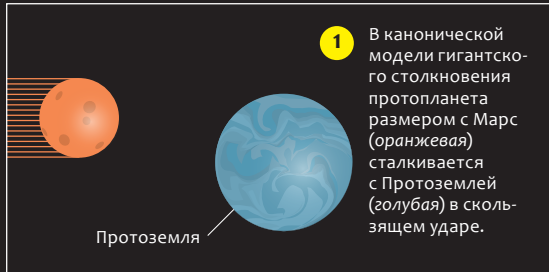 1
В канонической
модели гигантско-
го столкновения
протопланета
размером с Марс
(оранжевая)
сталкивается
с Протоземлей
(голубая) в сколь-
зящем ударе.
Протоземля